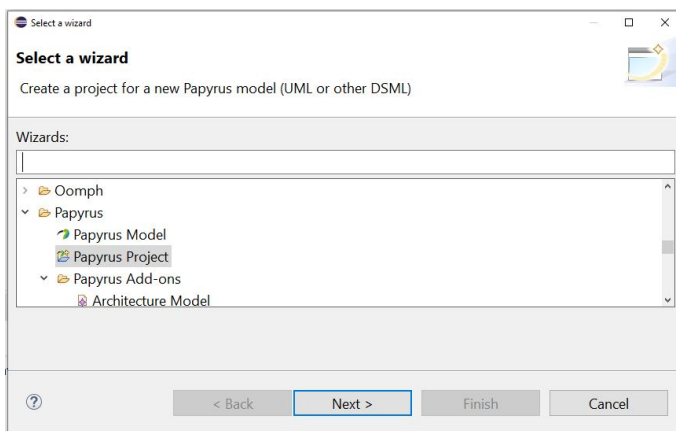 Select a wizard
Select a wizard
Create a project for a new Papyrus model (UML or other DSML)
Wizards:
Oomph
Papyrus
Papyrus Model
Papyrus Project
Papyrus Add-ons
Architecture Model
? < Back Next > Finish Cancel